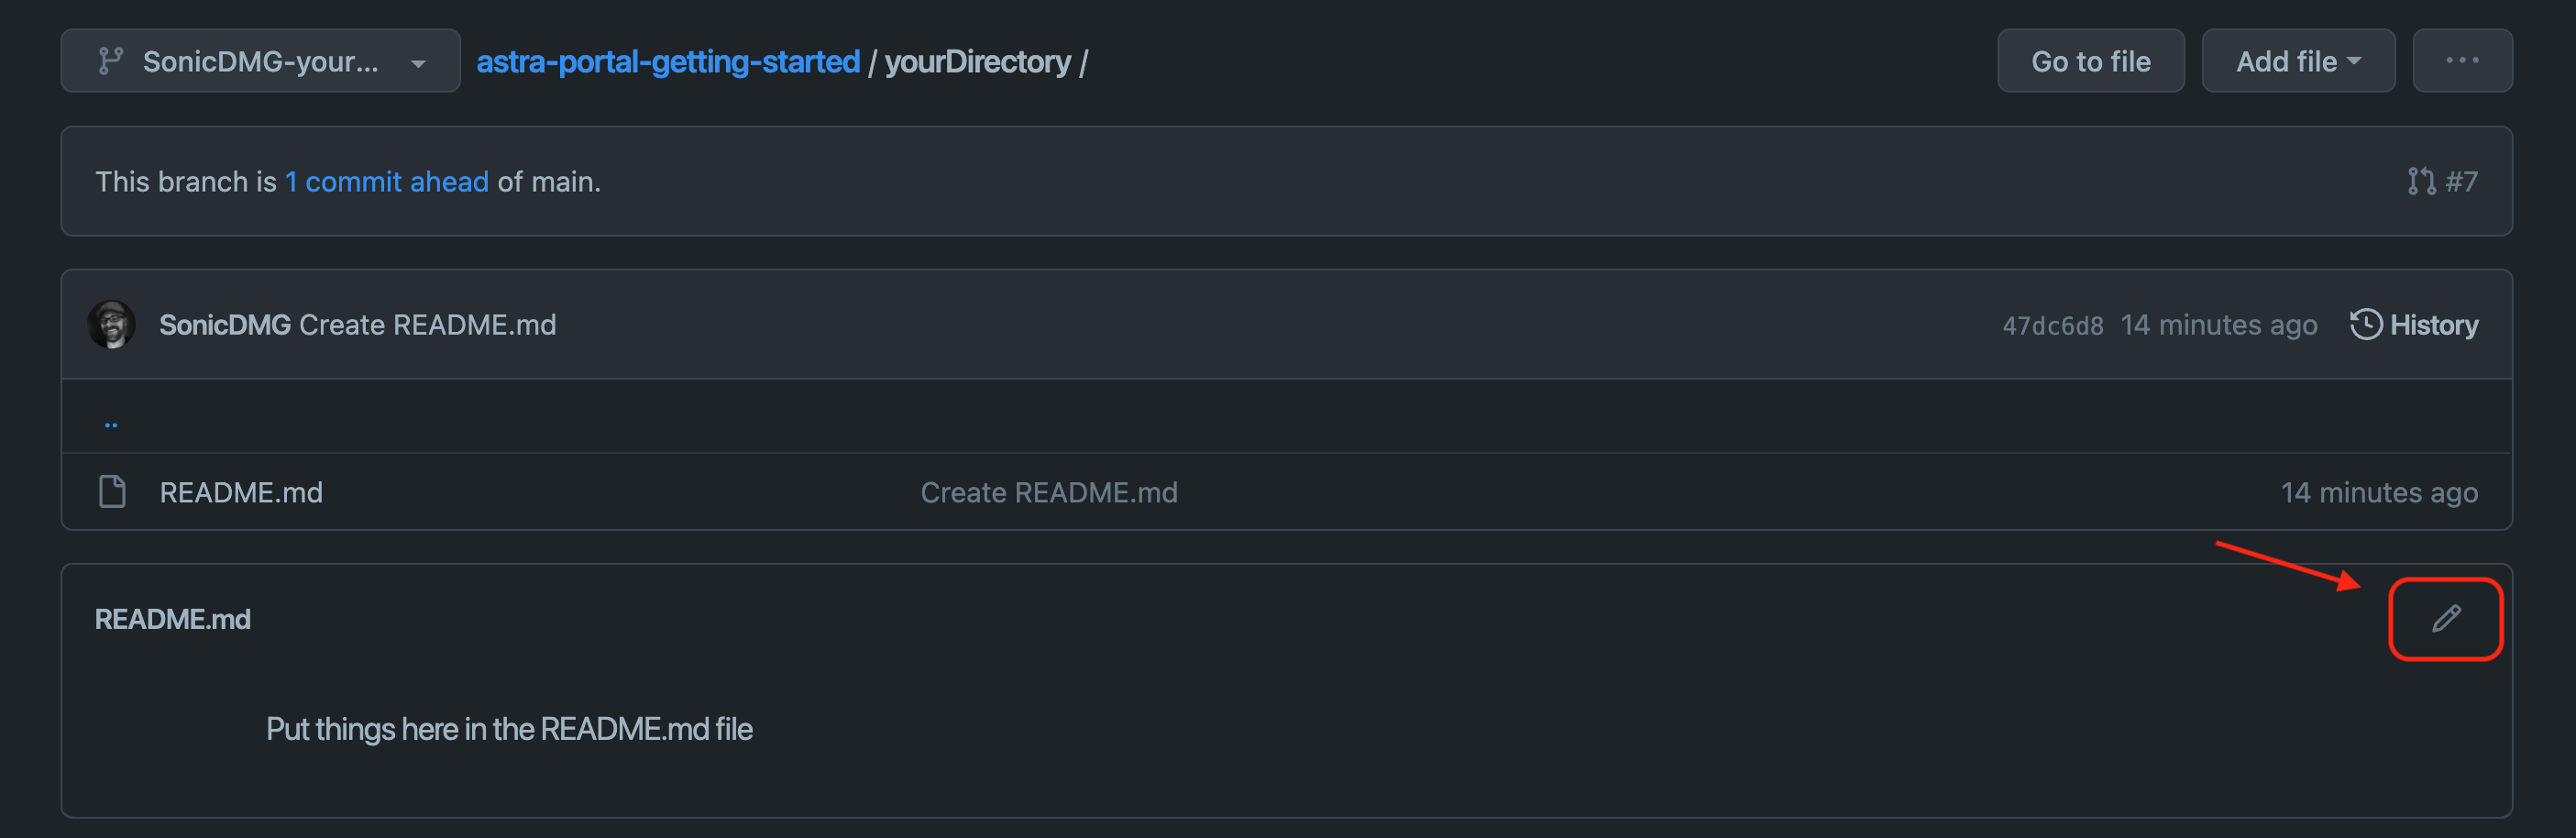 SonicDMG-your... astra-portal-getting-started / yourDirectory / Go to file Add file ...
This branch is 1 commit ahead of main. #7
SonicDMG Create README.md 47dc6d8 14 minutes ago History
..
README.md Create README.md 14 minutes ago
README.md
Put things here in the README.md file